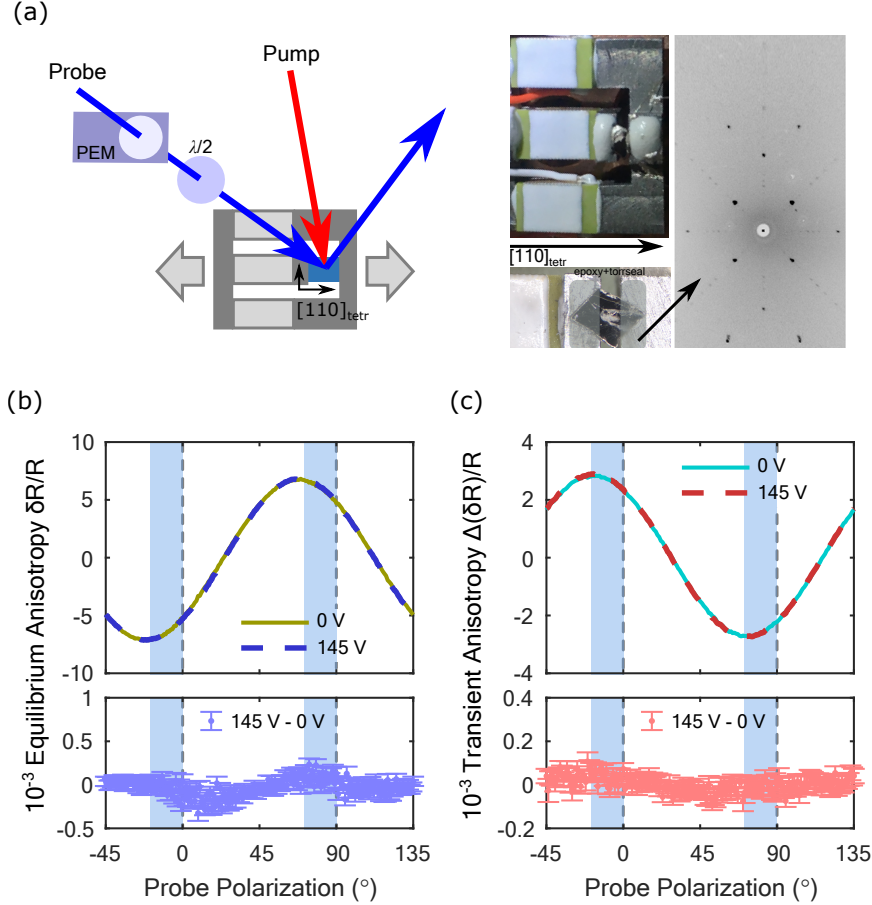 (a)
Probe
Pump
PEM
λ/2
[110]tetr
[110]tetr
epoxy+torrseal
(b)
10
5
0
-5
-10
10⁻³ Equilibrium Anisotropy δR/R
0 V
145 V
1
0.5
0
-0.5
145 V - 0 V
-45
0
45
90
135
Probe Polarization (°)
(c)
4
2
0
-2
-4
10⁻³ Transient Anisotropy Δ(δR)/R
0 V
145 V
0.4
0.2
0
-0.2
145 V - 0 V
-45
0
45
90
135
Probe Polarization (°)